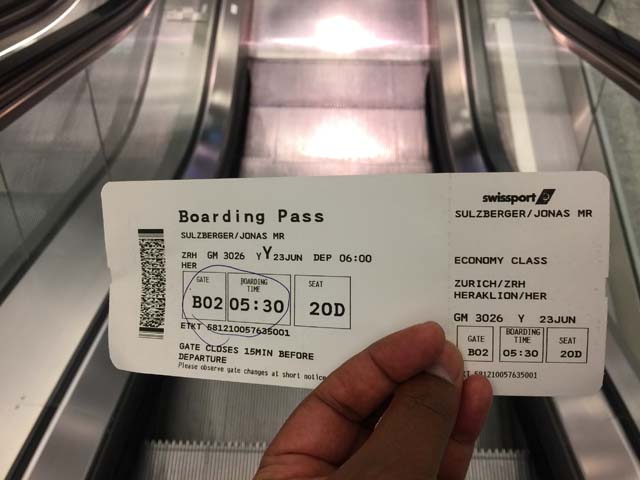 Boarding Pass
SULZBERGER/JONAS MR
ZRH GM 3026 Y Y 23JUN DEP 06:00
HER
GATE BOARDING TIME SEAT
B02 05:30 20D
ETKT 581210057635001
GATE CLOSES 15MIN BEFORE
DEPARTURE
Please observe gate changes at short notice
swissport
SULZBERGER/JONAS MR
ECONOMY CLASS
ZURICH/ZRH
HERAKLION/HER
GM 3026 Y 23JUN
GATE BOARDING TIME SEAT
B02 05:30 20D
581210057635001